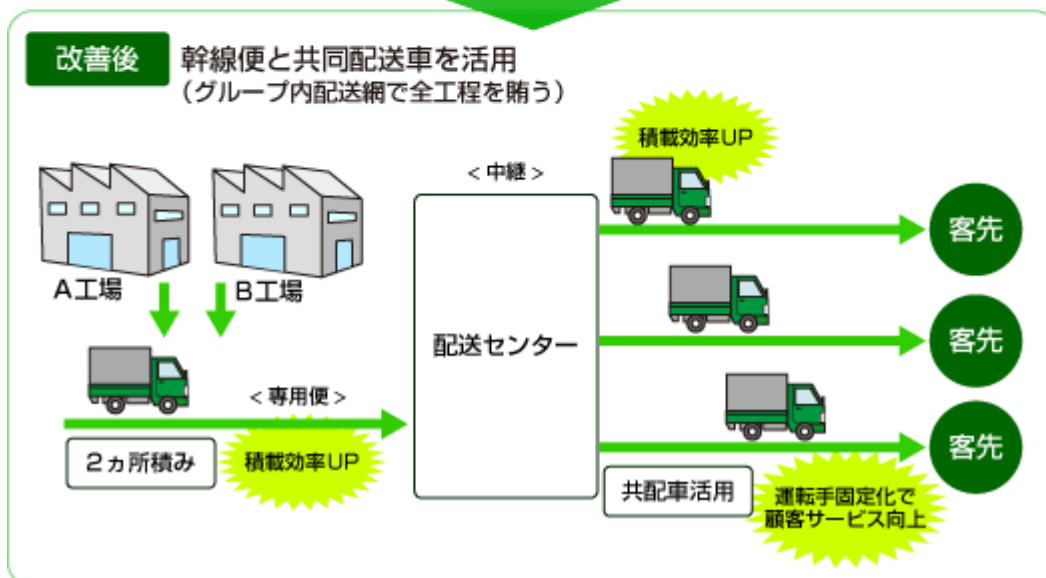 改善後
幹線便と共同配送車を活用
（グループ内配送網で全工程を賄う）
積載効率UP
＜中継＞
客先
A工場
B工場
配送センター
客先
＜専用便＞
2ヵ所積み
積載効率UP
客先
共配車活用
運転手固定化で
顧客サービス向上